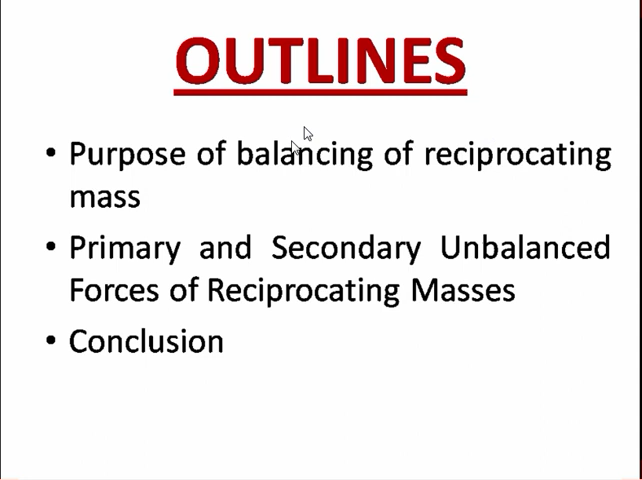 OUTLINES
• Purpose of balancing of reciprocating
mass
• Primary and Secondary Unbalanced
Forces of Reciprocating Masses
• Conclusion